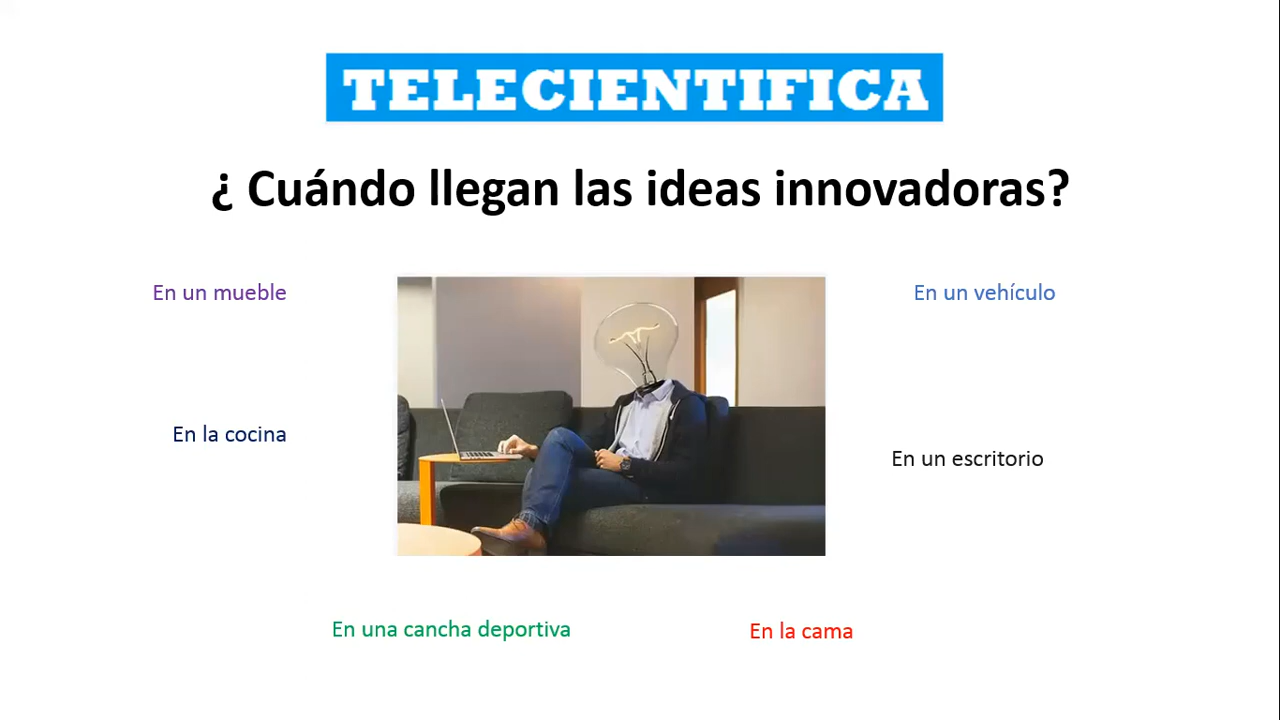 TELECIENTIFICA
¿ Cuándo llegan las ideas innovadoras?
En un mueble
En un vehículo
En la cocina
En un escritorio
En una cancha deportiva
En la cama